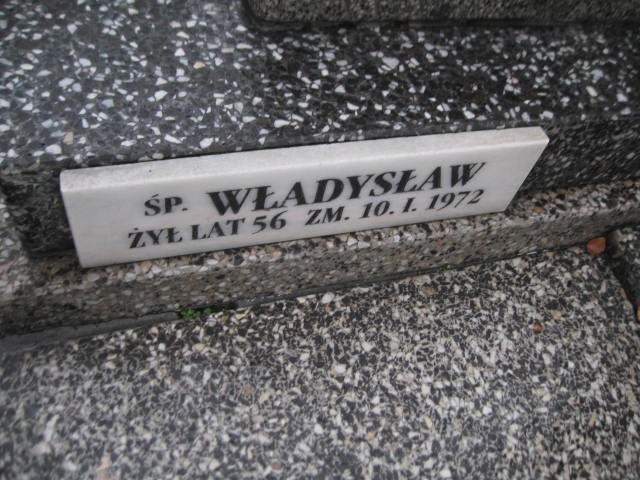 ŚP. WŁADYSŁAW
ŻYŁ LAT 56 ZM. 10. I. 1972